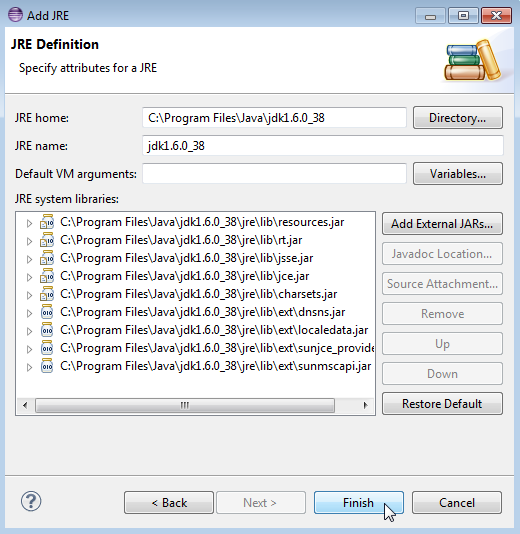 Add JRE
JRE Definition
Specify attributes for a JRE
JRE home: C:\Program Files\Java\jdk1.6.0_38 Directory...
JRE name: jdk1.6.0_38
Default VM arguments: Variables...
JRE system libraries:
C:\Program Files\Java\jdk1.6.0_38\jre\lib\resources.jar
C:\Program Files\Java\jdk1.6.0_38\jre\lib\rt.jar
C:\Program Files\Java\jdk1.6.0_38\jre\lib\jsse.jar
C:\Program Files\Java\jdk1.6.0_38\jre\lib\jce.jar
C:\Program Files\Java\jdk1.6.0_38\jre\lib\charsets.jar
C:\Program Files\Java\jdk1.6.0_38\jre\lib\ext\dnsns.jar
C:\Program Files\Java\jdk1.6.0_38\jre\lib\ext\localedata.jar
C:\Program Files\Java\jdk1.6.0_38\jre\lib\ext\sunjce_provide
C:\Program Files\Java\jdk1.6.0_38\jre\lib\ext\sunmscapi.jar
Add External JARs...
Javadoc Location...
Source Attachment...
Remove
Up
Down
Restore Default
< Back Next > Finish Cancel